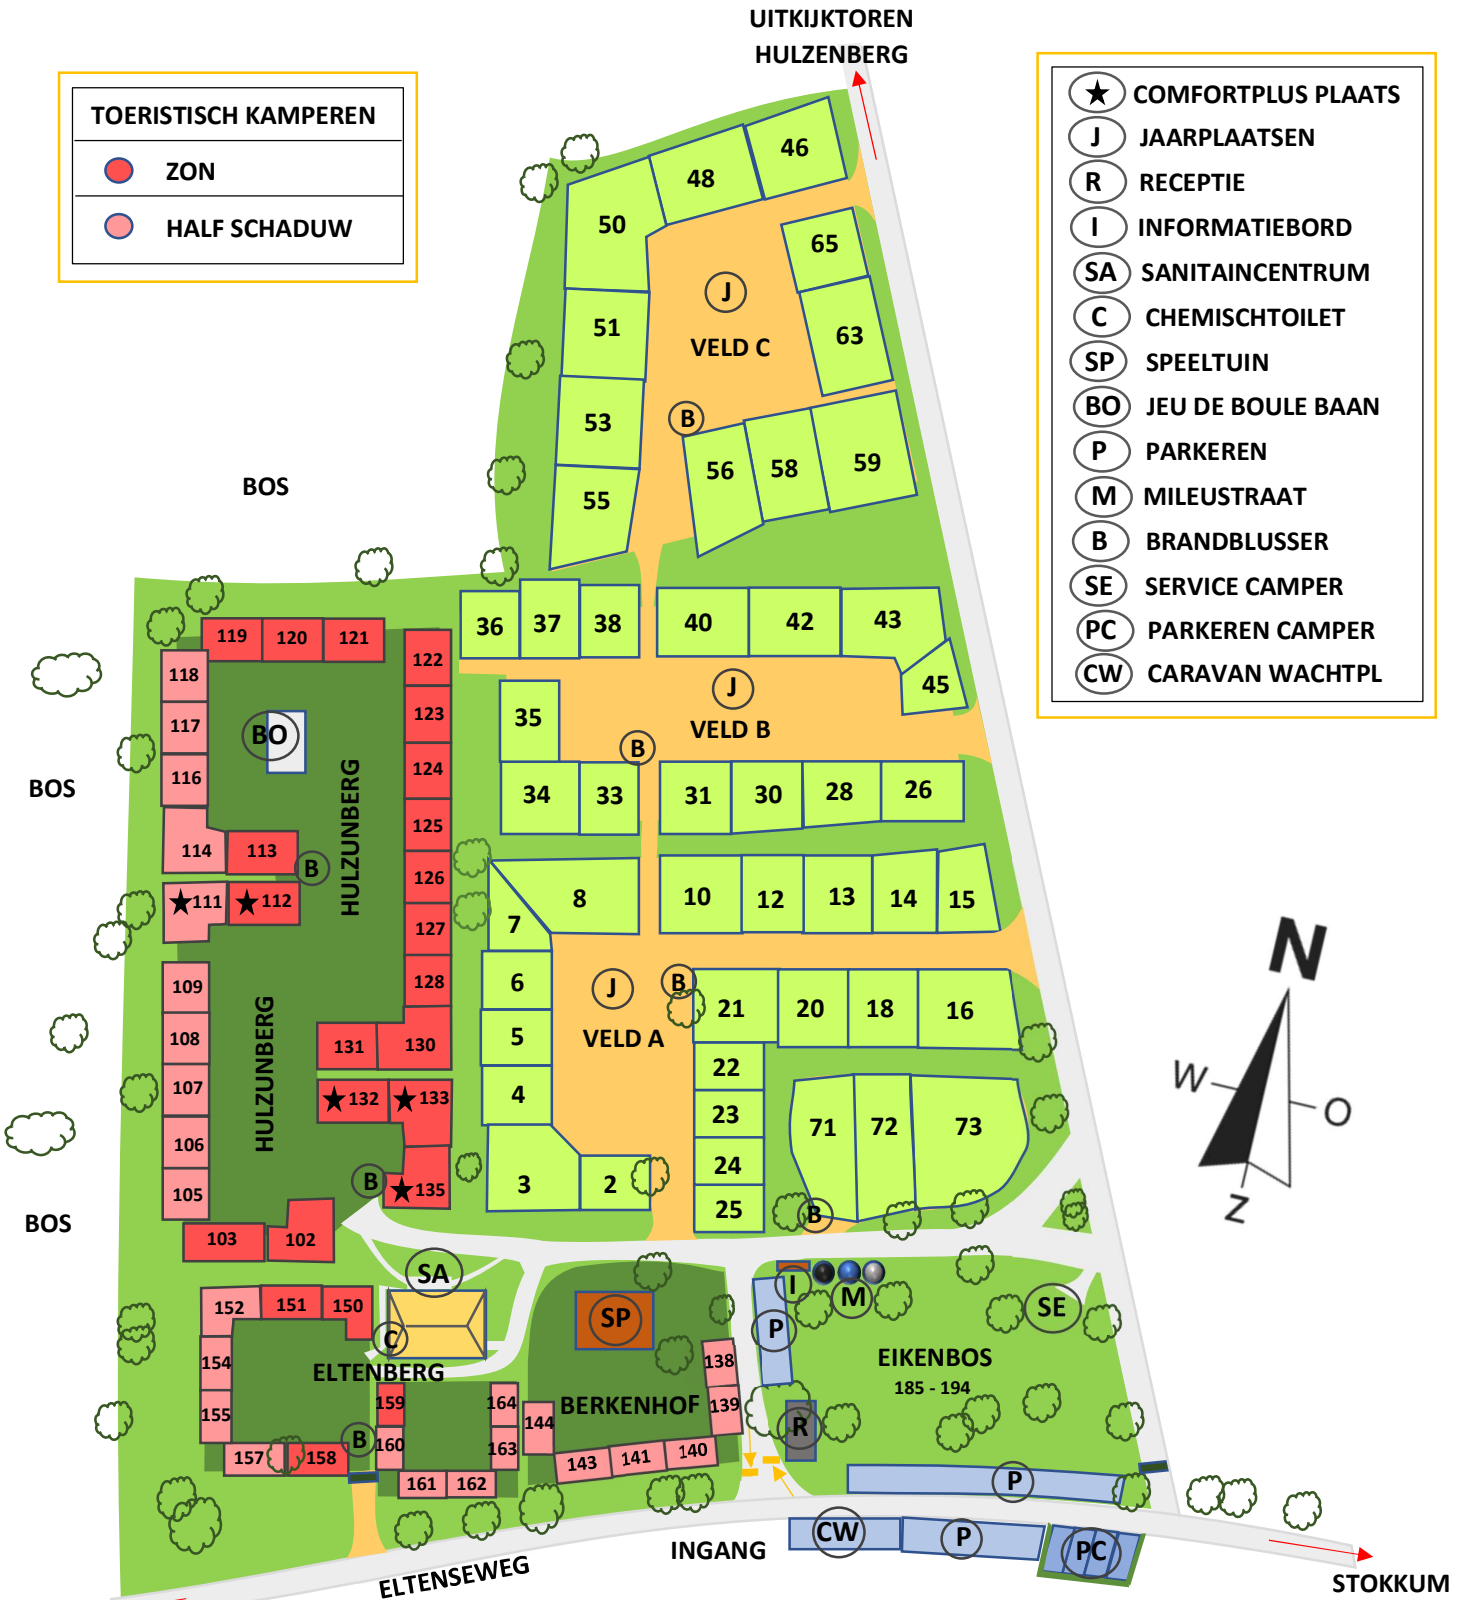 UITKIJKTOREN
HULZENBERG
TOERISTISCH KAMPEREN
ZON
HALF SCHADUW
★ COMFORTPLUS PLAATS
J JAARPLAATSEN
R RECEPTIE
I INFORMATIEBORD
SA SANITAINCENTRUM
C CHEMISCHTOILET
SP SPEELTUIN
BO JEU DE BOULE BAAN
P PARKEREN
M MILEUSTRAAT
B BRANDBLUSSER
SE SERVICE CAMPER
PC PARKEREN CAMPER
CW CARAVAN WACHTPL
46
48
50
65
J
51
63
VELD C
53
B
56
58
59
55
BOS
36
37
38
40
42
43
45
J
VELD B
35
B
34
33
31
30
28
26
119
120
121
122
118
123
117
BO
124
116
HULZUNBERG
125
114
113
B
126
★111
★112
127
128
109
108
131
130
107
HULZUNBERG
★132
★133
106
105
B
★135
103
102
BOS
BOS
8
7
10
12
13
14
15
6
J
B
21
20
18
16
5
VELD A
22
4
23
71
72
73
3
2
24
25
B
N
W
O
Z
SA
152
151
150
C
154
ELTENBERG
155
159
164
B
160
163
157
158
161
162
SP
138
BERKENHOF
139
144
143
141
140
I
M
SE
P
EIKENBOS
185 - 194
R
P
CW
P
PC
INGANG
ELTENSEWEG
STOKKUM